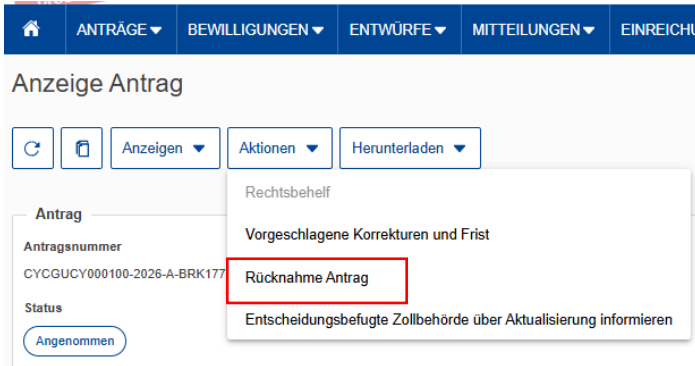 ANTRÄGE
BEWILLIGUNGEN
ENTWÜRFE
MITTEILUNGEN
Anzeige Antrag
Anzeigen
Aktionen
Herunterladen
Rechtsbehelf
Vorgeschlagene Korrekturen und Frist
Rücknahme Antrag
Entscheidungsbefugte Zollbehörde über Aktualisierung informieren
Antrag
Antragsnummer
CYCGUCY000100-2026-A-BRK177
Status
Angenommen